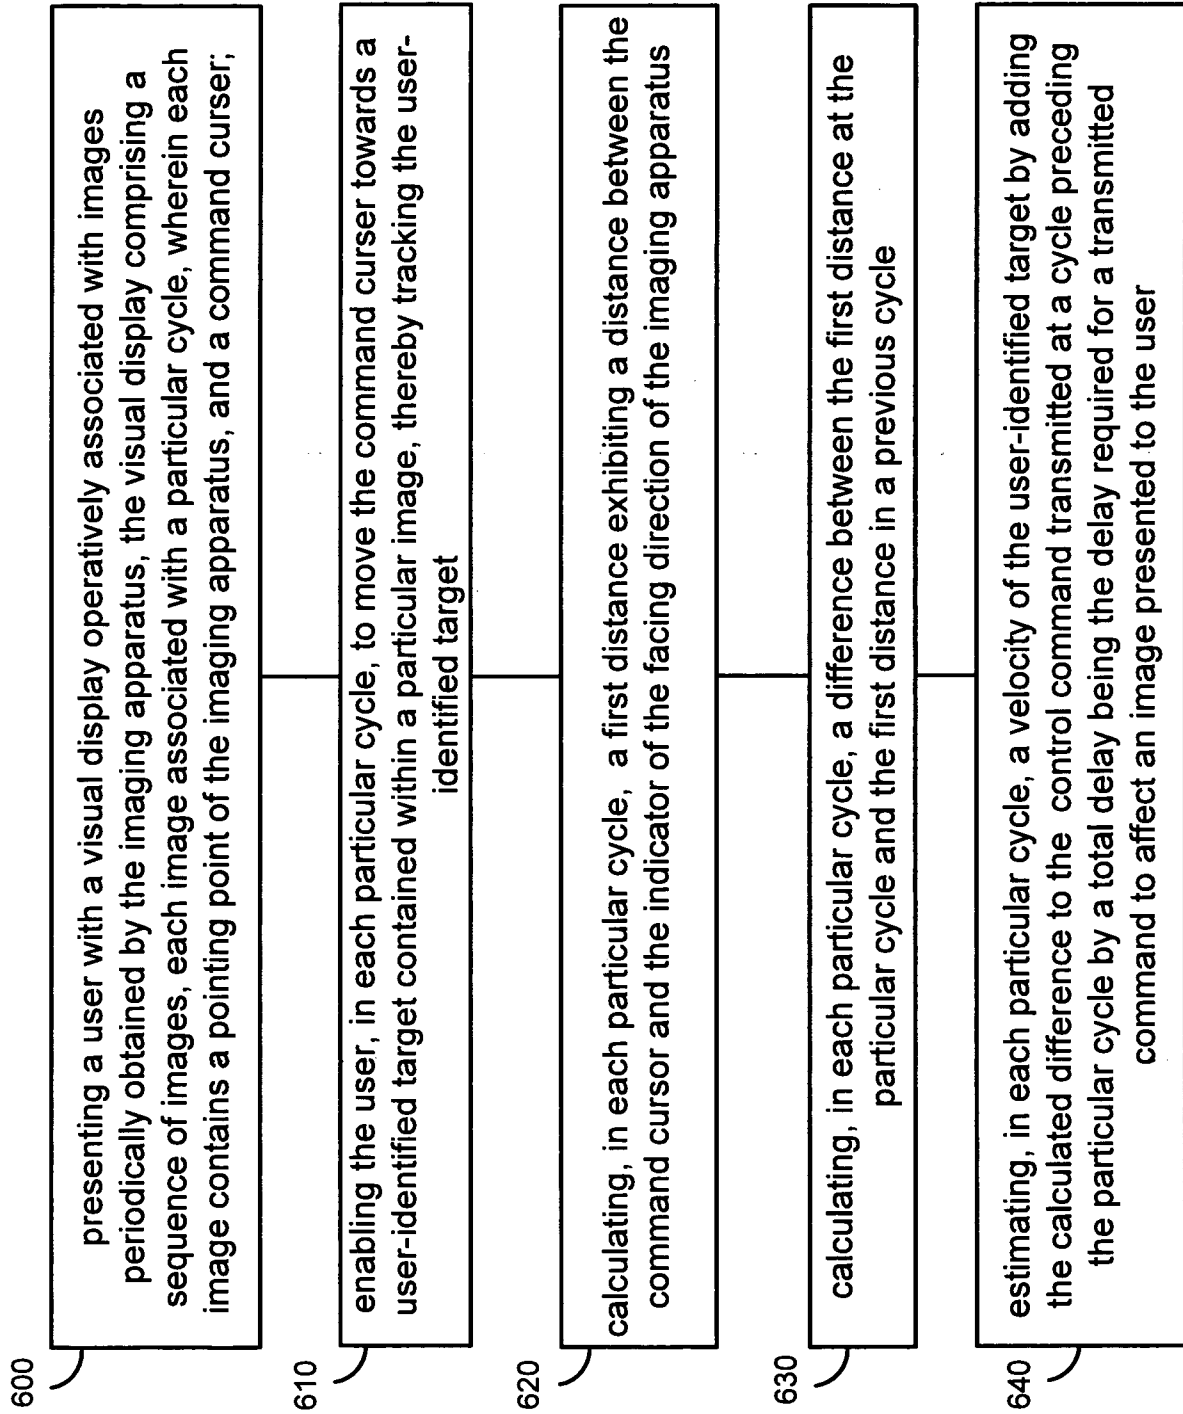 600
presenting a user with a visual display operatively associated with images
periodically obtained by the imaging apparatus, the visual display comprising a
sequence of images, each image associated with a particular cycle, wherein each
image contains a pointing point of the imaging apparatus, and a command curser;
610
enabling the user, in each particular cycle, to move the command curser towards a
user-identified target contained within a particular image, thereby tracking the user-
identified target
620
calculating, in each particular cycle, a first distance exhibiting a distance between the
command cursor and the indicator of the facing direction of the imaging apparatus
630
calculating, in each particular cycle, a difference between the first distance at the
particular cycle and the first distance in a previous cycle
640
estimating, in each particular cycle, a velocity of the user-identified target by adding
the calculated difference to the control command transmitted at a cycle preceding
the particular cycle by a total delay being the delay required for a transmitted
command to affect an image presented to the user